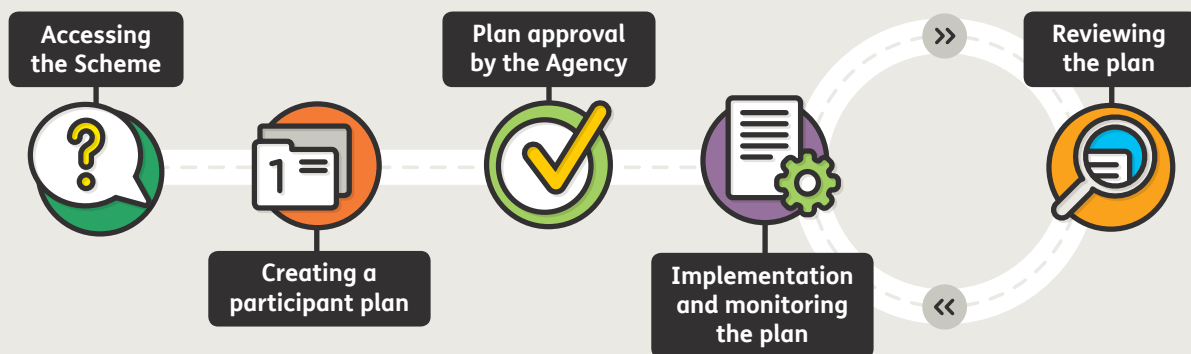 Accessing
the Scheme
?
1
Creating a
participant plan
Plan approval
by the Agency
Implementation
and monitoring
the plan
»
«
Reviewing
the plan